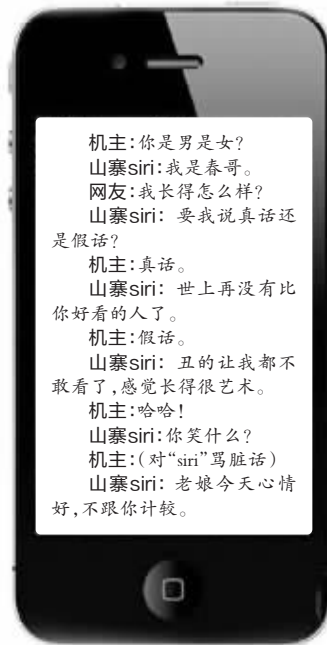 机主:你是男是女?
山寨siri:我是春哥。
网友:我长得怎么样?
山寨siri: 要我说真话还
是假话?
机主:真话。
山寨siri: 世上再没有比
你好看的人了。
机主:假话。
山寨siri: 丑的让我都不
敢看了,感觉长得很艺术。
机主:哈哈!
山寨siri:你笑什么?
机主:(对“siri”骂脏话)
山寨siri: 老娘今天心情
好,不跟你计较。